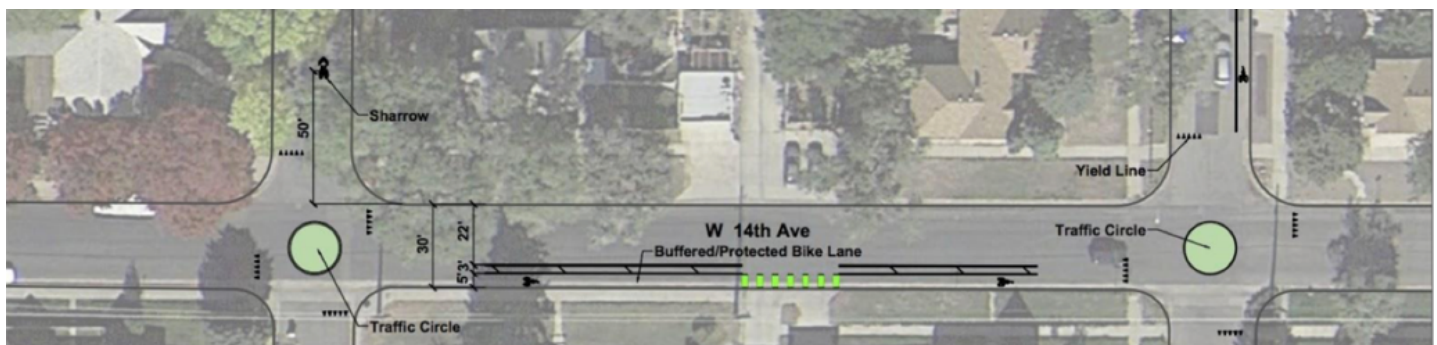 Sharrow
50'
Yield Line
W 14th Ave
Traffic Circle
Buffered/Protected Bike Lane
30'
22'
3'
5'
Traffic Circle